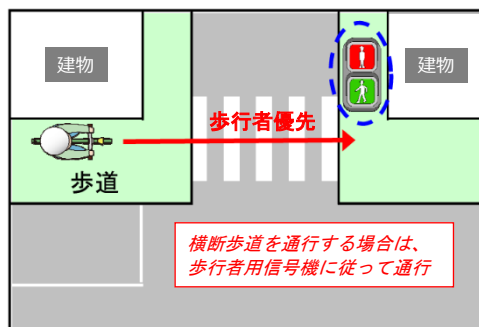 建物
建物
歩行者優先
歩道
横断歩道を通行する場合は、
歩行者用信号機に従って通行